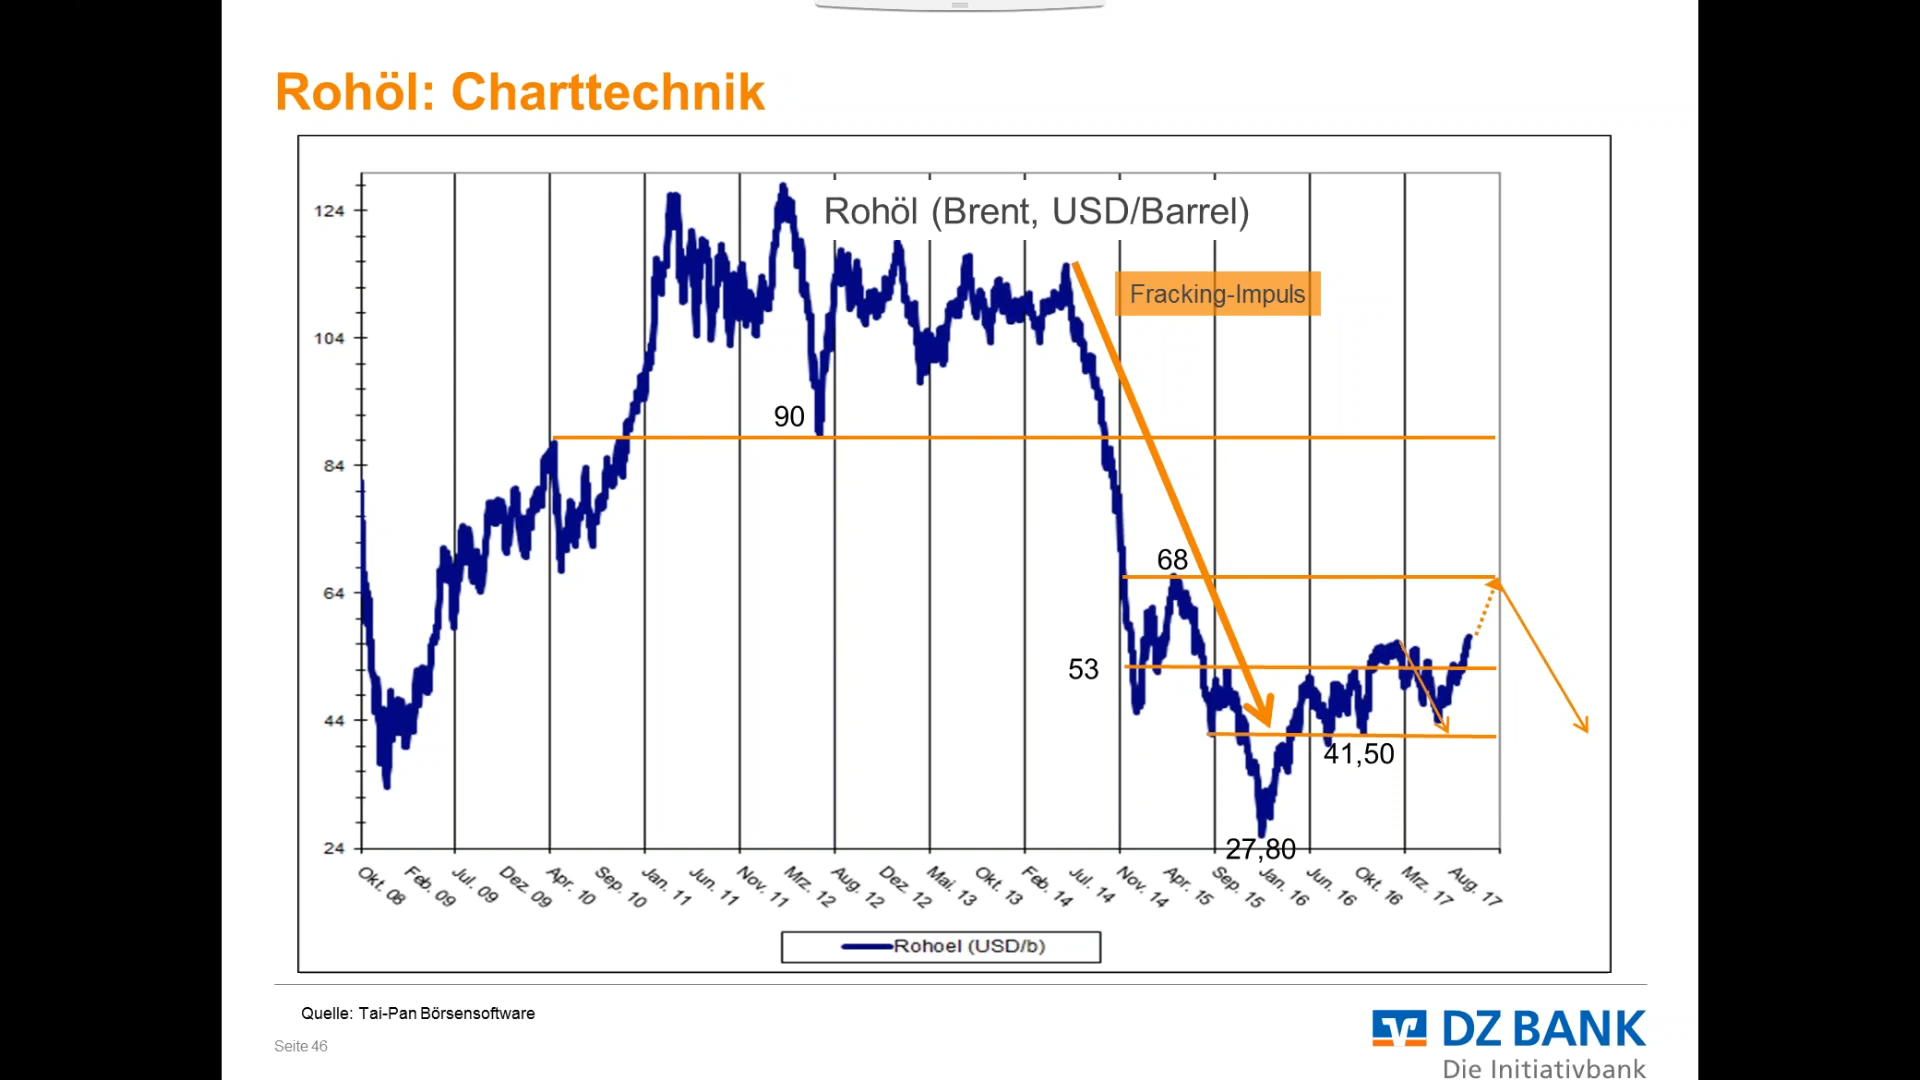 Rohöl: Charttechnik
Rohöl (Brent, USD/Barrel)
Fracking-Impuls
124
104
84
64
44
24
90
68
53
41,50
27,80
Okt. 08
Feb. 09
Jul. 09
Dez. 09
Apr. 10
Sep. 10
Jan. 11
Jun. 11
Nov. 11
Mrz. 12
Aug. 12
Dez. 12
Mai. 13
Okt. 13
Feb. 14
Jul. 14
Nov. 14
Apr. 15
Sep. 15
Jan. 16
Jun. 16
Okt. 16
Mrz. 17
Aug. 17
Rohoel (USD/b)
Quelle: Tai-Pan Börsensoftware
Seite 46
DZ BANK
Die Initiativbank